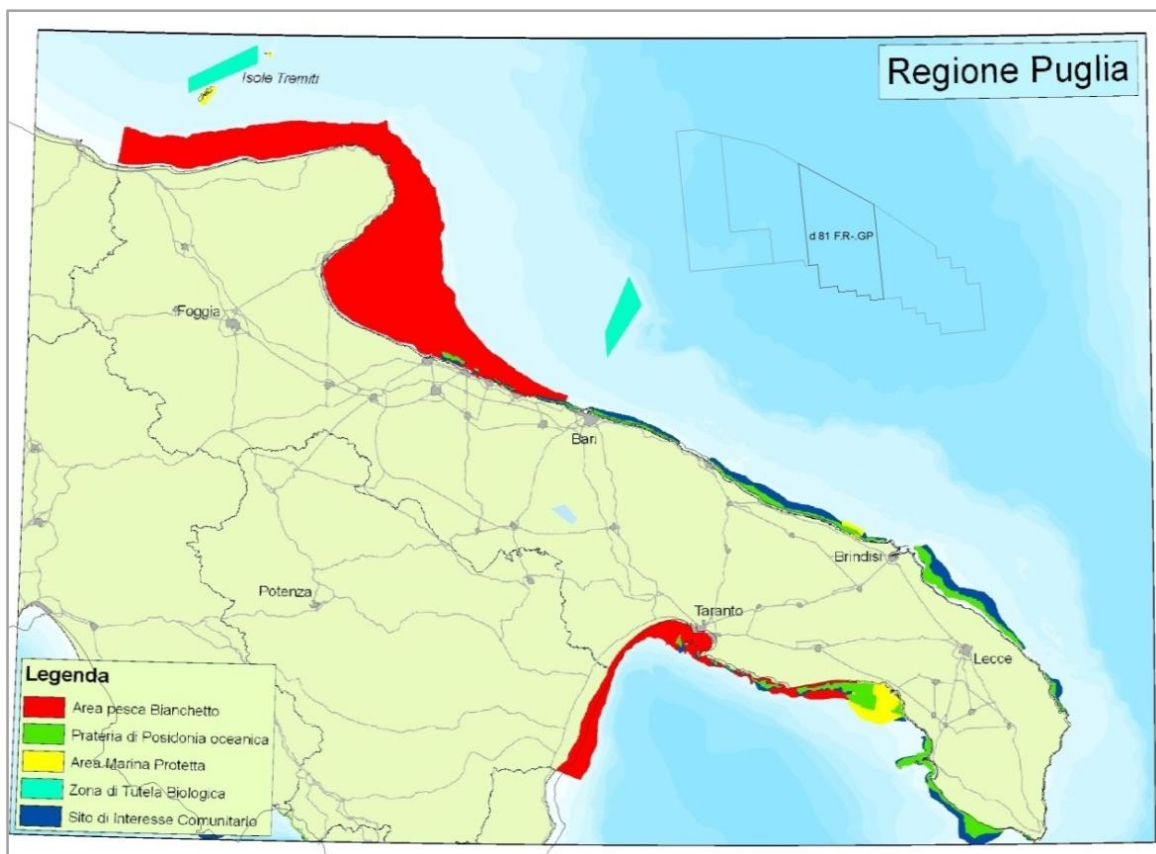 Regione Puglia
Isole Tremiti
d 81 F.R-.GP
Foggia
Bari
Brindisi
Potenza
Taranto
Lecce
Legenda
Area pesca Bianchetto
Prateria di Posidonia oceanica
Area Marina Protetta
Zona di Tutela Biologica
Sito di Interesse Comunitario